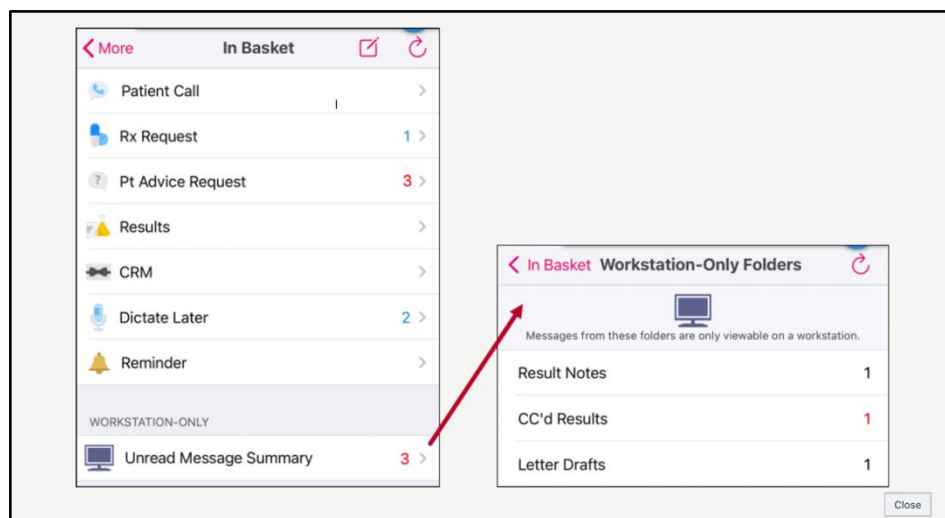 More In Basket
Patient Call
Rx Request 1
Pt Advice Request 3
Results
CRM
Dictate Later 2
Reminder
WORKSTATION-ONLY
Unread Message Summary 3
In Basket Workstation-Only Folders
Messages from these folders are only viewable on a workstation.
Result Notes 1
CC'd Results 1
Letter Drafts 1
Close